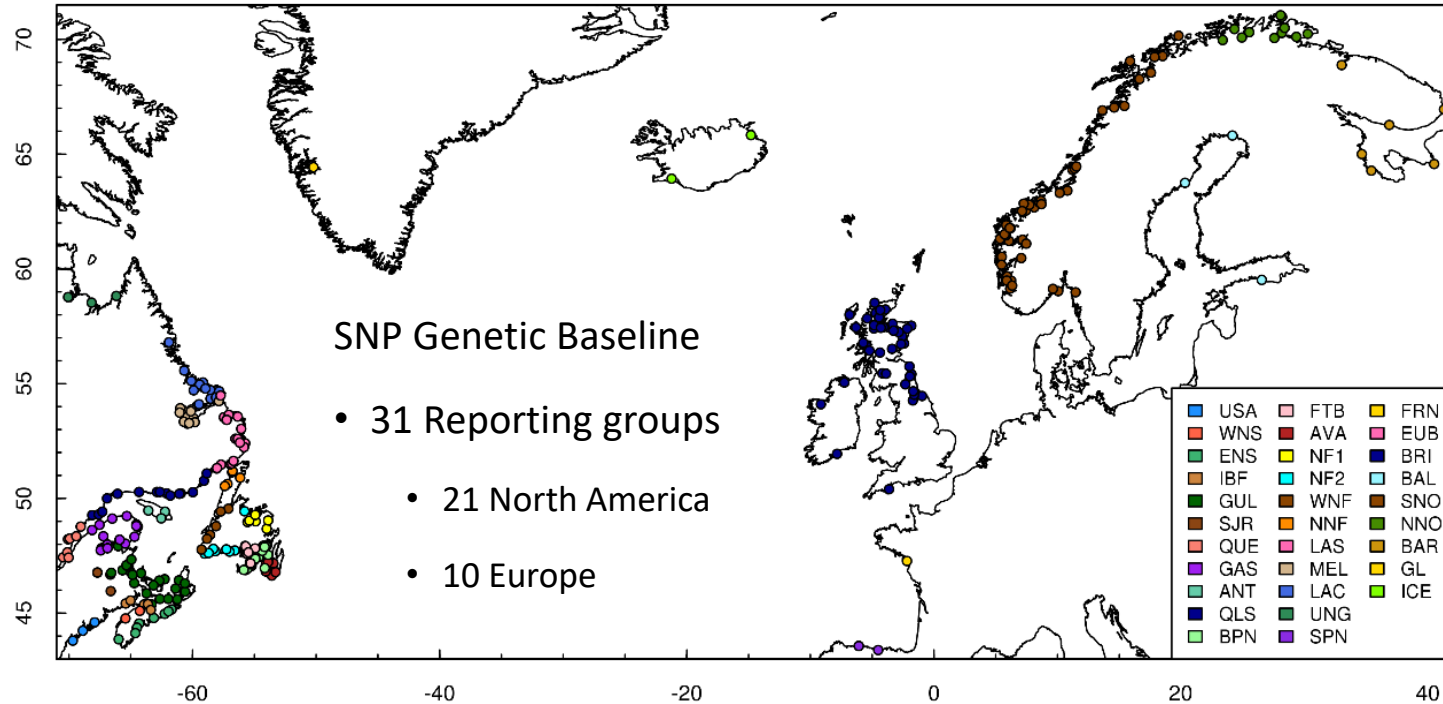 70
65
60
55
50
45
SNP Genetic Baseline
• 31 Reporting groups
• 21 North America
• 10 Europe
USA FTB FRN
WNS AVA EUB
ENS NF1 BRI
IBF NF2 BAL
GUL WNF SNO
SJR NNF NNO
QUE LAS BAR
GAS MEL GL
ANT LAC ICE
QLS UNG
BPN SPN
-60 -40 -20 0 20 40